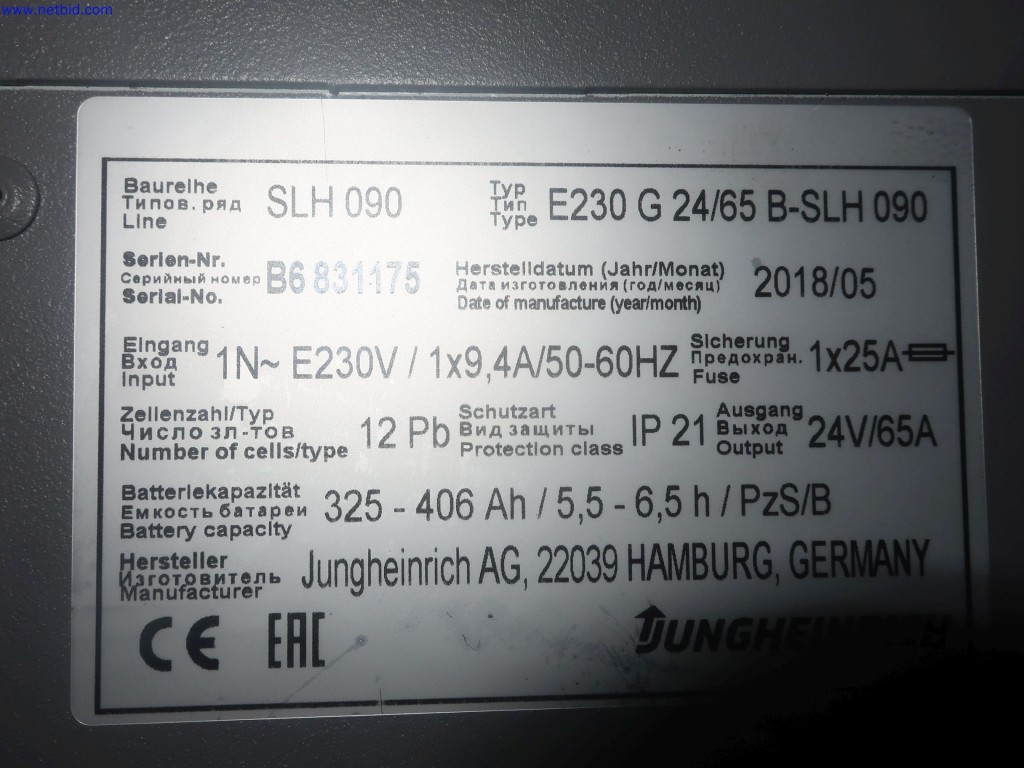 www.netbid.com
Baureihe
Типов. ряд
Line
SLH 090
Typ
Тип
Type
E230 G 24/65 B-SLH 090
Serien-Nr.
Серийный номер
Serial-No.
B6 831175
Herstelldatum (Jahr/Monat)
Дата изготовления (год/месяц)
Date of manufacture (year/month)
2018/05
Eingang
Вход
Input
1N~ E230V / 1x9,4A/50-60HZ
Sicherung
Предохран.
Fuse
1x25A
Zellenzahl/Typ
Число эл-тов
Number of cells/type
12 Pb
Schutzart
Вид защиты
Protection class
IP 21
Ausgang
Выход
Output
24V/65A
Batteriekapazität
Емкость батареи
Battery capacity
325 - 406 Ah / 5,5 - 6,5 h / PzS/B
Hersteller
Изготовитель
Manufacturer
Jungheinrich AG, 22039 HAMBURG, GERMANY
CE
EAC
JUNGHEINRICH